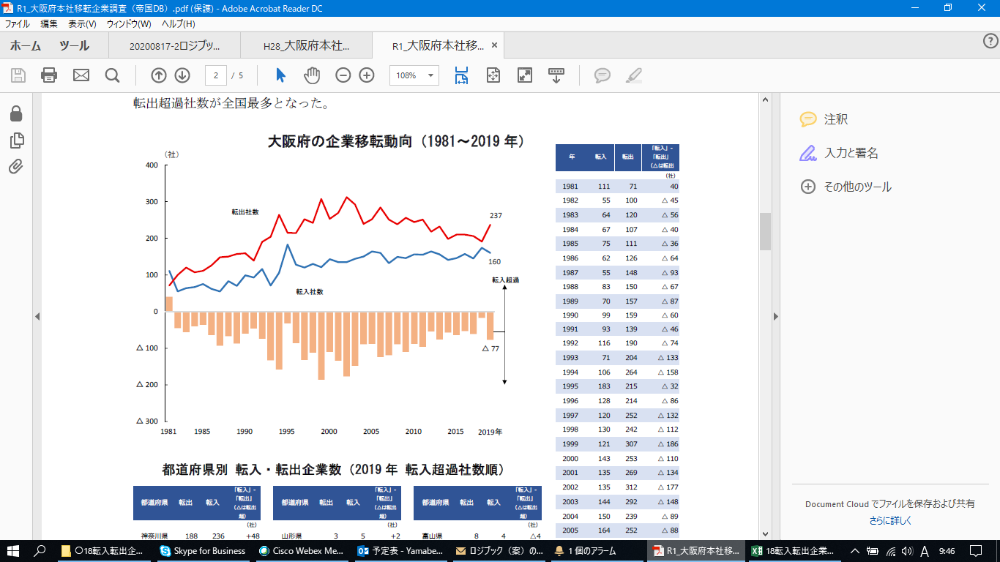 R1_大阪府本社移転企業調査（帝国DB）.pdf (保護) - Adobe Acrobat Reader DC
ファイル 編集 表示(V) ウィンドウ(W) ヘルプ(H)
ホーム ツール 20200817-2ロジブッ... H28_大阪府本社... R1_大阪府本社移... ×
2 / 5 108%
転出超過社数が全国最多となった。
大阪府の企業移転動向（1981～2019 年）
（社）
400
300
200
100
0
△ 100
△ 200
△ 300
転出社数
237
160
転入社数
転入超過
△ 77
1981 1985 1990 1995 2000 2005 2010 2015 2019年
年 転入 転出 「転入」-「転出」（△は転出
（社）
1981 111 71 40
1982 55 100 △ 45
1983 64 120 △ 56
1984 67 107 △ 40
1985 75 111 △ 36
1986 62 126 △ 64
1987 55 148 △ 93
1988 83 150 △ 67
1989 70 157 △ 87
1990 99 159 △ 60
1991 93 139 △ 46
1992 116 190 △ 74
1993 71 204 △ 133
1994 106 264 △ 158
1995 183 215 △ 32
1996 128 214 △ 86
1997 120 252 △ 132
1998 130 242 △ 112
1999 121 307 △ 186
2000 143 253 △ 110
2001 135 269 △ 134
2002 135 312 △ 177
2003 144 292 △ 148
2004 150 239 △ 89
2005 164 252 △ 88
都道府県別 転入・転出企業数（2019 年 転入超過社数順）
都道府県 転出 転入 「転入」-「転出」（△は転出超）
（社）
神奈川県 188 236 +48
都道府県 転出 転入 「転入」-「転出」（△は転出超）
（社）
山形県 3 5 +2
都道府県 転出 転入 「転入」-「転出」（△は転出超）
（社）
富山県 8 4 △4
注釈
入力と署名
その他のツール
Document Cloud でファイルを保存および共有
さらに詳しく
〇18転入転出企... Skype for Business Cisco Webex Me... 予定表 - Yamabe... ロジブック（案）の... 1 個のアラーム R1_大阪府本社移... 18転入転出企業... A 9:46